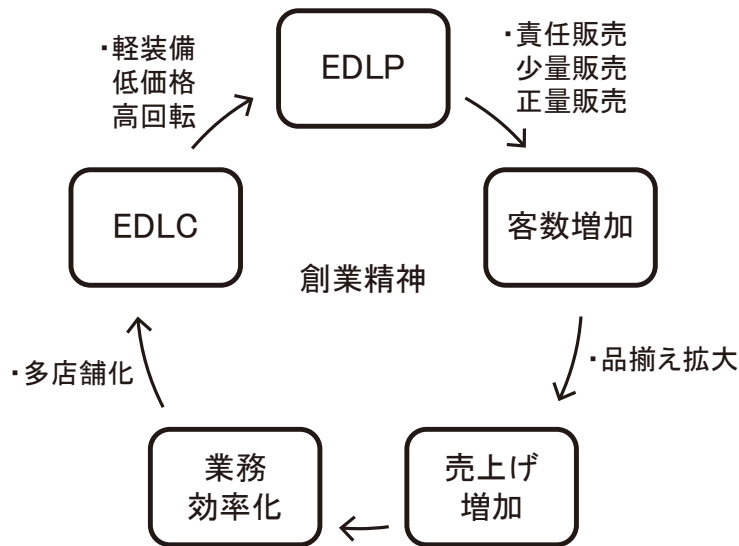 ・軽装備
低価格
高回転
EDLP
・責任販売
少量販売
正量販売
EDLC
客数増加
創業精神
・多店舗化
・品揃え拡大
業務
効率化
売上げ
増加